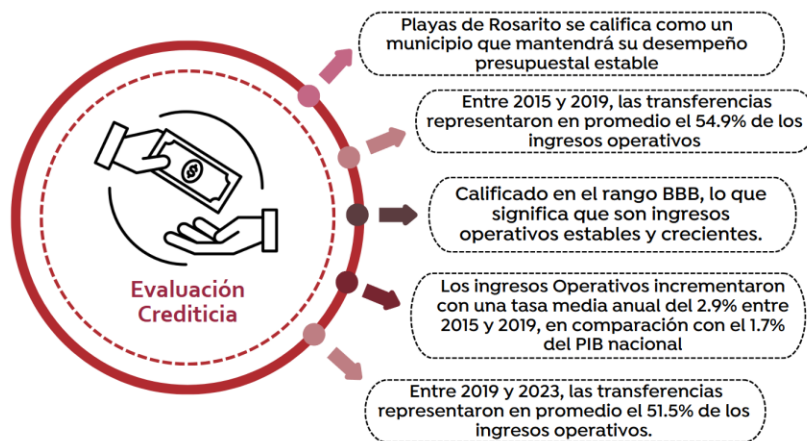 Playas de Rosarito se califica como un
municipio que mantendrá su desempeño
presupuestal estable
Entre 2015 y 2019, las transferencias
representaron en promedio el 54.9% de los
ingresos operativos
Calificado en el rango BBB, lo que
significa que son ingresos
operativos estables y crecientes.
Los ingresos Operativos incrementaron
con una tasa media anual del 2.9% entre
2015 y 2019, en comparación con el 1.7%
del PIB nacional
Entre 2019 y 2023, las transferencias
representaron en promedio el 51.5% de los
ingresos operativos.
$
Evaluación
Crediticia